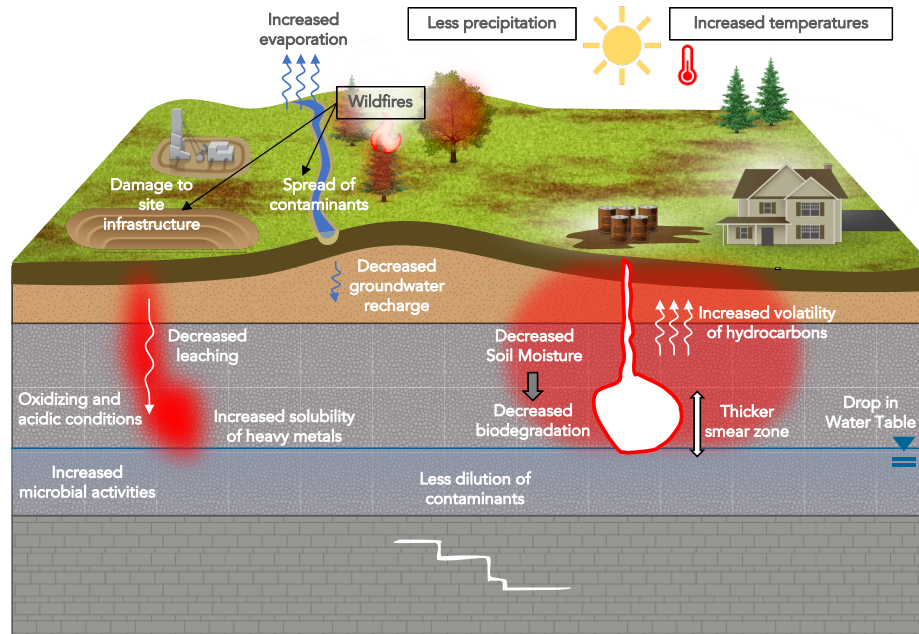 Increased
evaporation
Less precipitation
Increased temperatures
Wildfires
Damage to
site
infrastructure
Spread of
contaminants
Decreased
groundwater
recharge
Increased volatility
of hydrocarbons
Decreased
leaching
Decreased
Soil Moisture
Oxidizing and
acidic conditions
Increased solubility
of heavy metals
Decreased
biodegradation
Thicker
smear zone
Drop in
Water Table
Increased
microbial activities
Less dilution of
contaminants